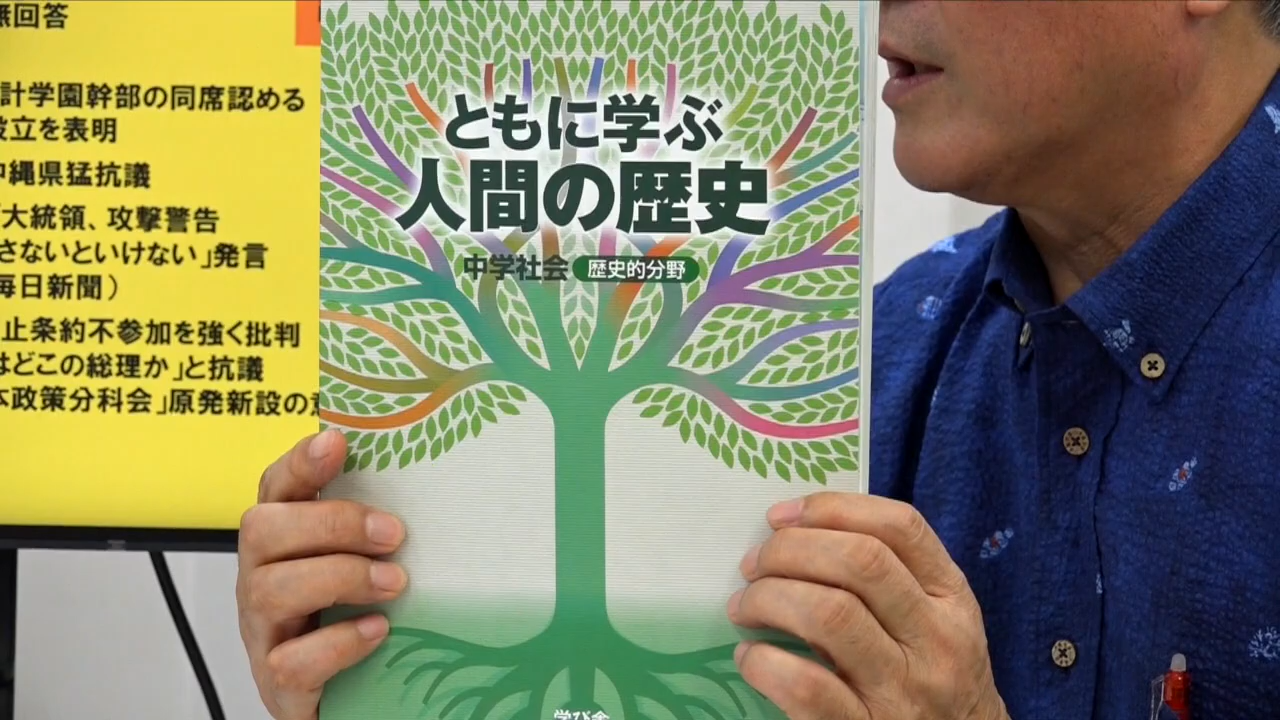 無回答
計学園幹部の同席認める
設立を表明
中縄県猛抗議
大統領、攻撃警告
さないといけない」発言
毎日新聞）
止条約不参加を強く批判
はどこの総理か」と抗議
本政策分科会」原発新設の
ともに学ぶ
人間の歴史
中学社会 歴史的分野
学び舎